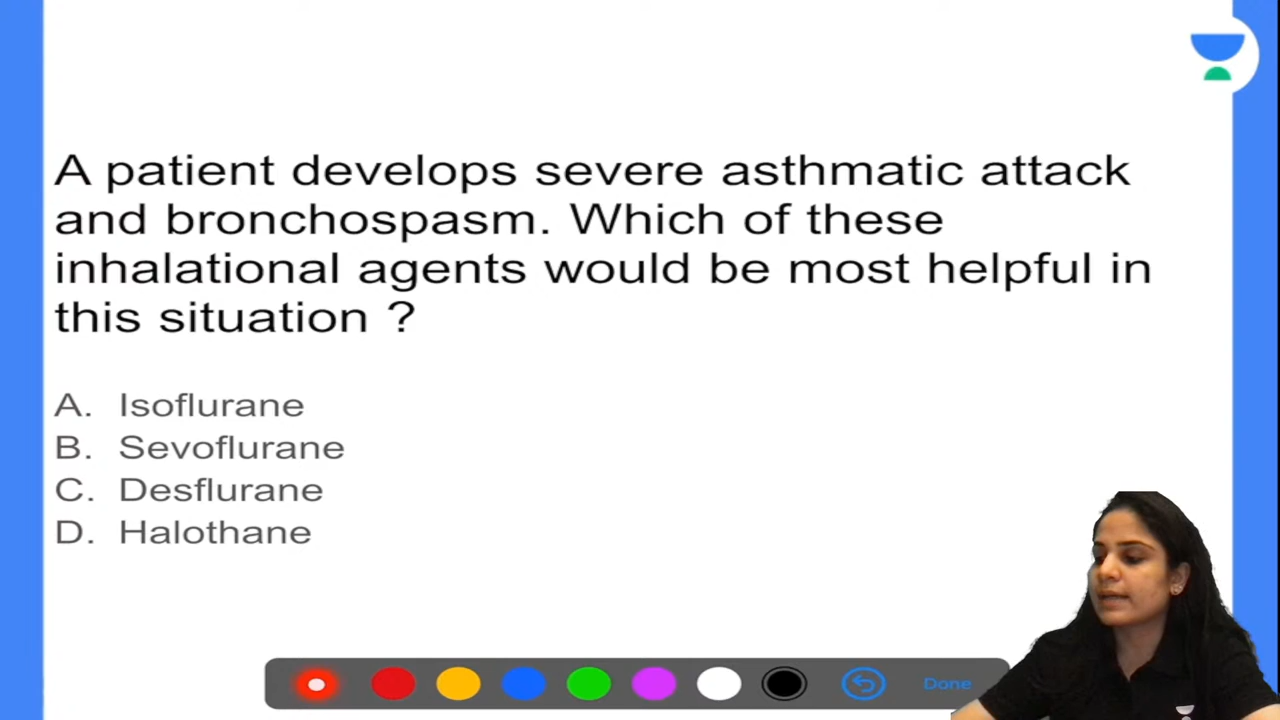 A patient develops severe asthmatic attack
and bronchospasm. Which of these
inhalational agents would be most helpful in
this situation ?
A. Isoflurane
B. Sevoflurane
C. Desflurane
D. Halothane
Done